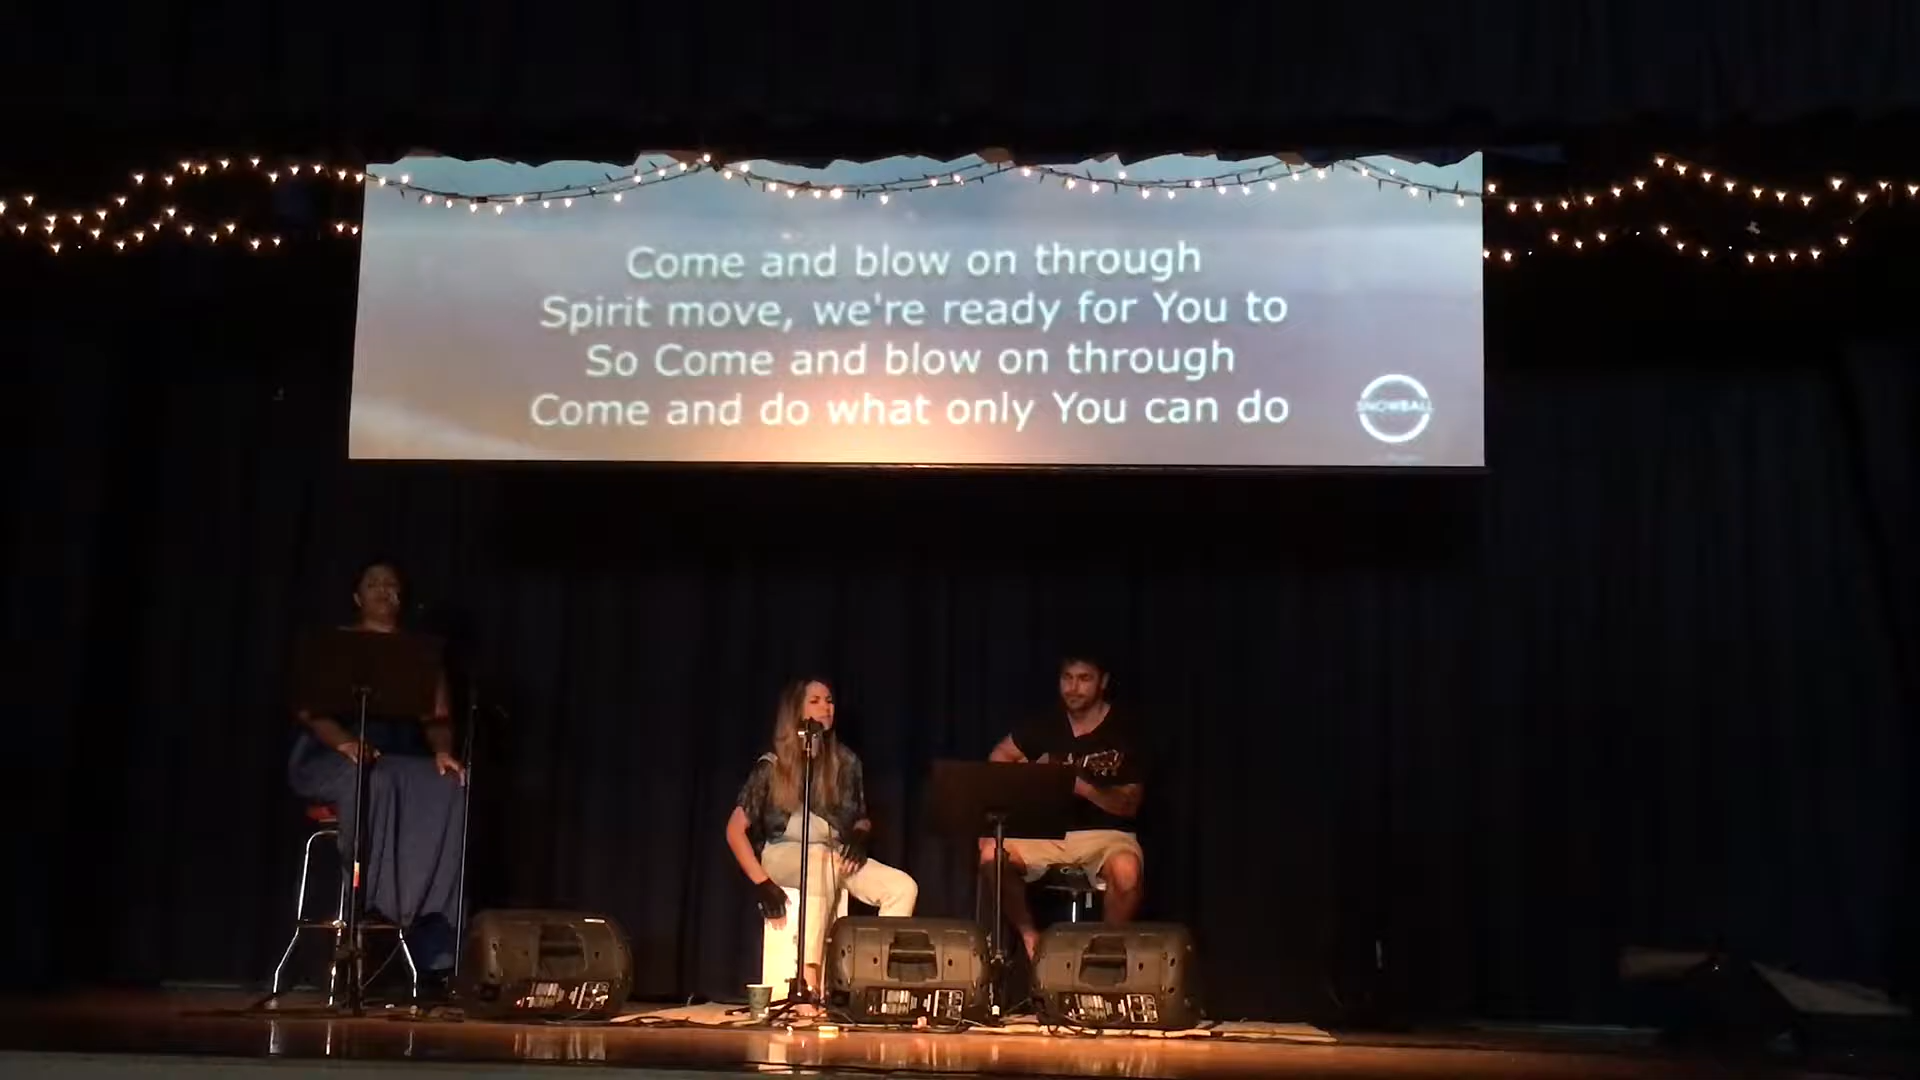 Come and blow on through
Spirit move, we're ready for You to
So Come and blow on through
Come and do what only You can do
SNOWBALL